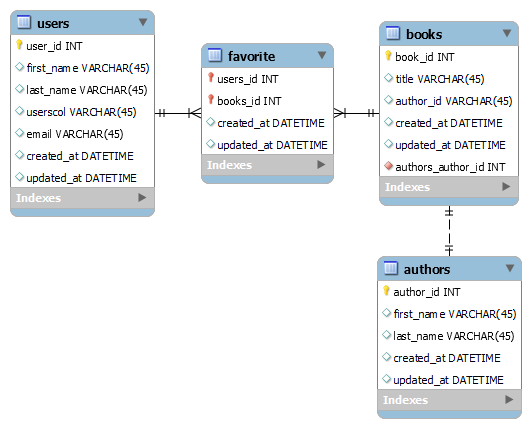 users
user_id INT
first_name VARCHAR(45)
last_name VARCHAR(45)
userscol VARCHAR(45)
email VARCHAR(45)
created_at DATETIME
updated_at DATETIME
Indexes
favorite
users_id INT
books_id INT
created_at DATETIME
updated_at DATETIME
Indexes
books
book_id INT
title VARCHAR(45)
author_id VARCHAR(45)
created_at DATETIME
updated_at DATETIME
authors_author_id INT
Indexes
authors
author_id INT
first_name VARCHAR(45)
last_name VARCHAR(45)
created_at DATETIME
updated_at DATETIME
Indexes